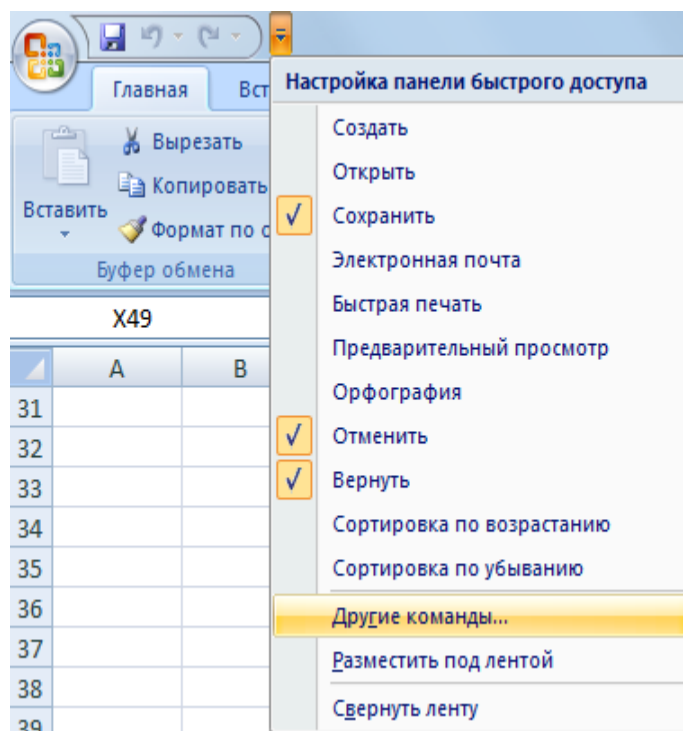 Главная Вст
Вырезать
Копировать
Вставить
Формат по с
Буфер обмена
X49
A B
31
32
33
34
35
36
37
38
39
Настройка панели быстрого доступа
Создать
Открыть
Сохранить
Электронная почта
Быстрая печать
Предварительный просмотр
Орфография
Отменить
Вернуть
Сортировка по возрастанию
Сортировка по убыванию
Другие команды...
Разместить под лентой
Свернуть ленту